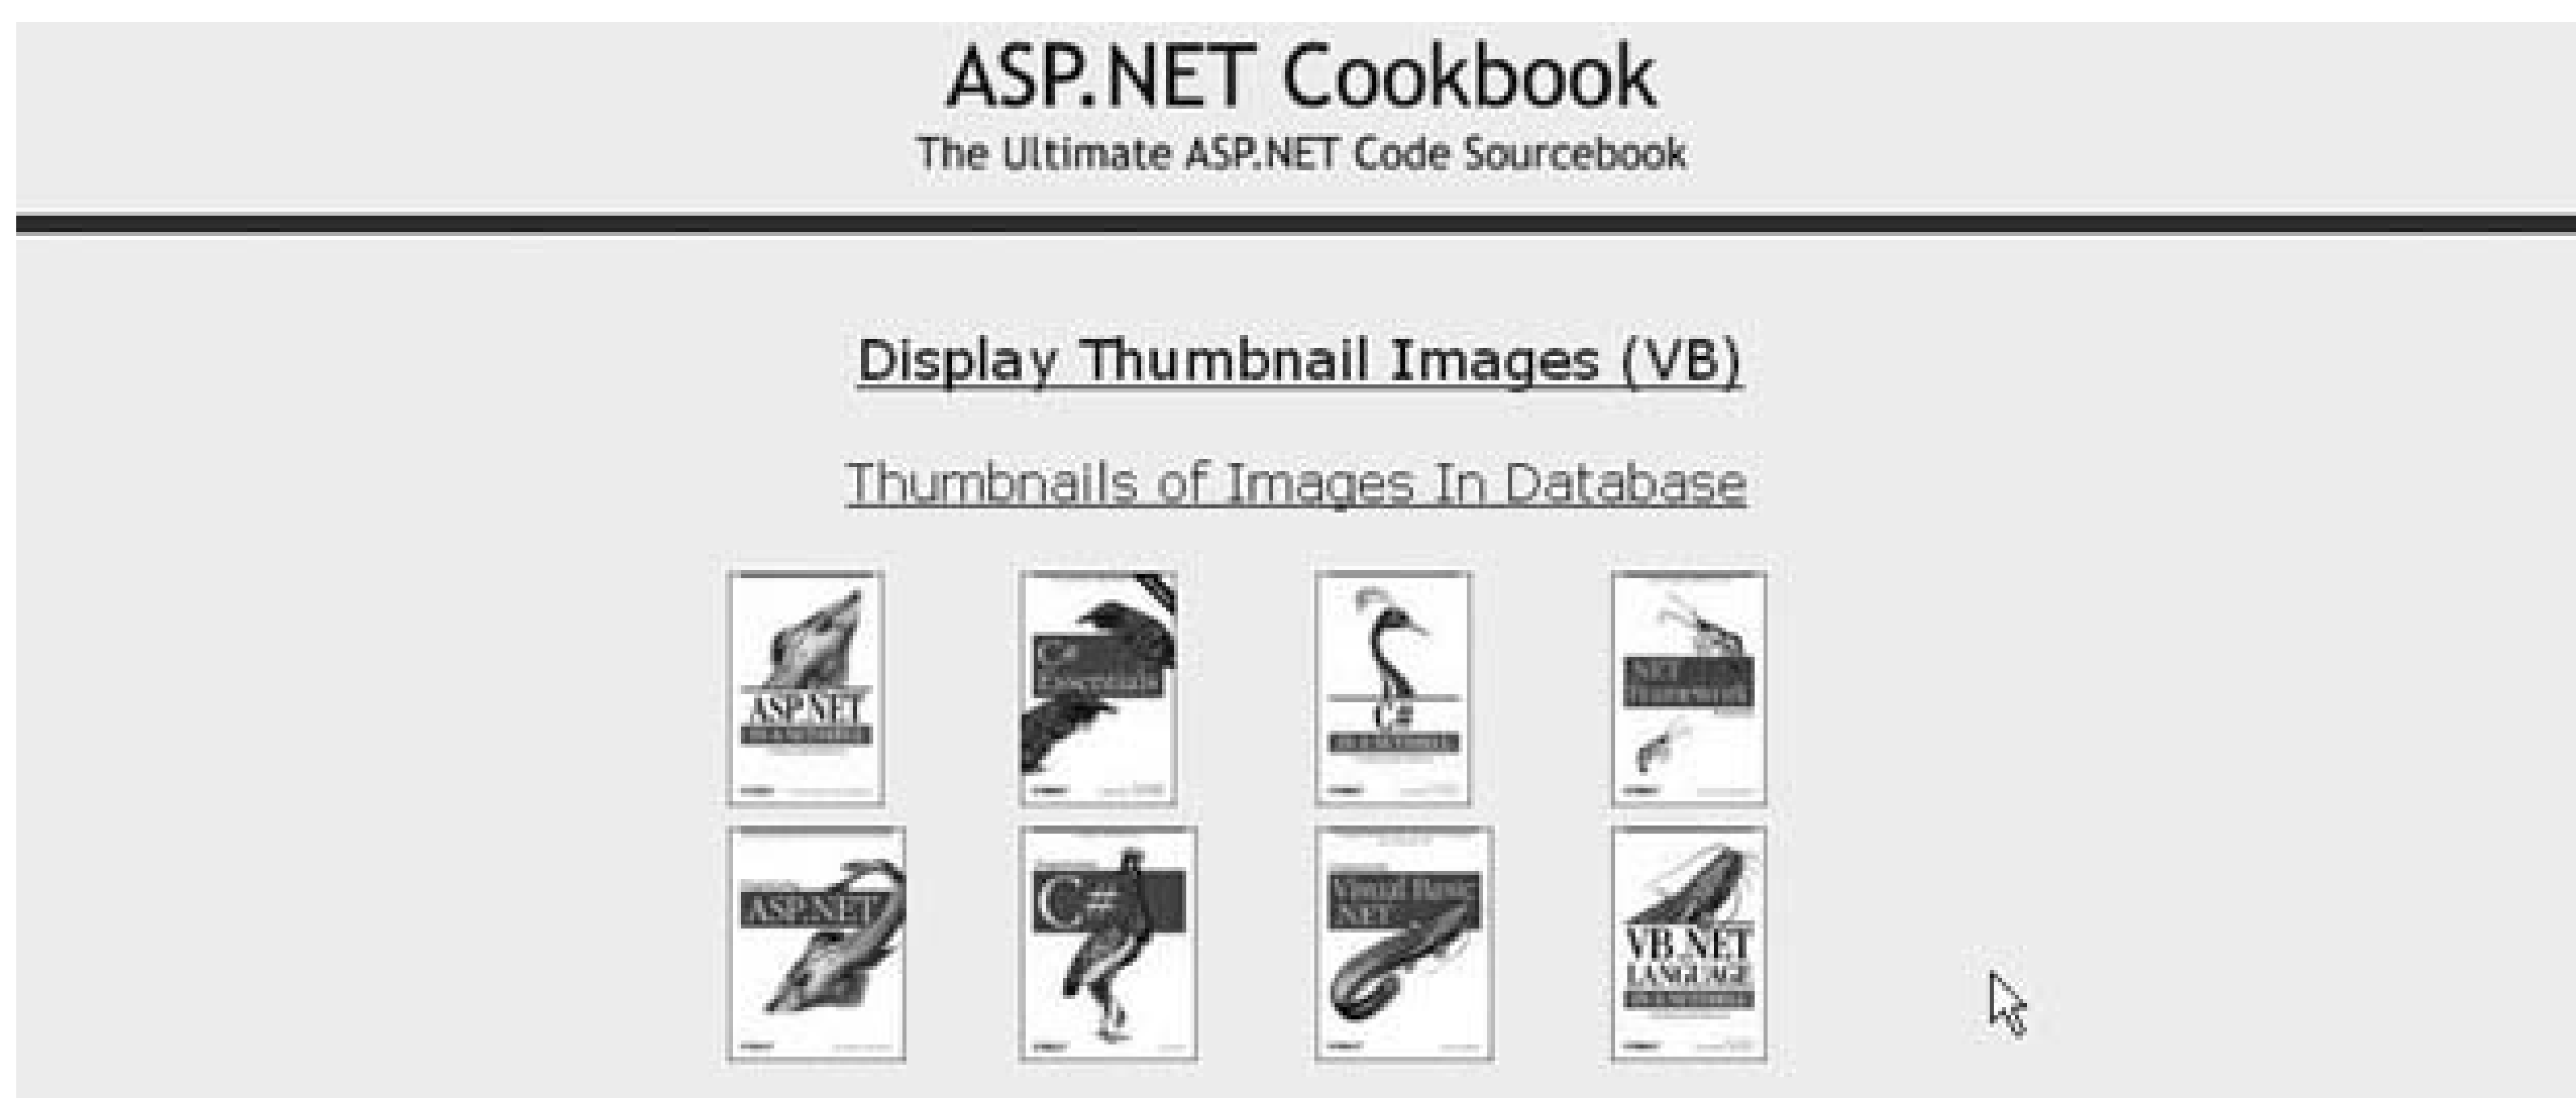 ASP.NET Cookbook
The Ultimate ASP.NET Code Sourcebook
Display Thumbnail Images (VB)
Thumbnails of Images In Database
ASP.NET
C#
Essentials
C#
.NET
Framework
ASP.NET
C#
Visual Basic
.NET
VB.NET
LANGUAGE